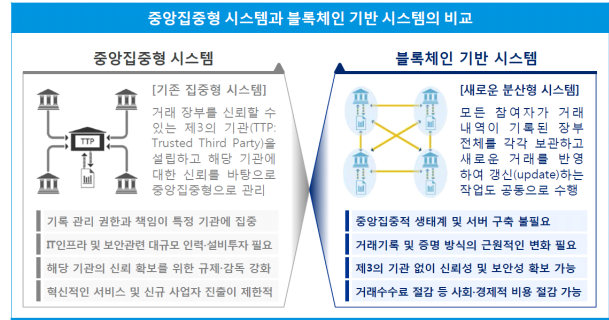 중앙집중형 시스템과 블록체인 기반 시스템의 비교
중앙집중형 시스템
[기존 집중형 시스템]
거래 장부를 신뢰할 수
있는 제3의 기관(TTP:
Trusted Third Party)을
설립하고 해당 기관에
대한 신뢰를 바탕으로
중앙집중형으로 관리
TTP
기록 관리 권한과 책임이 특정 기관에 집중
IT인프라 및 보안관련 대규모 인력·설비투자 필요
해당 기관의 신뢰 확보를 위한 규제·감독 강화
혁신적인 서비스 및 신규 사업자 진출이 제한적
블록체인 기반 시스템
[새로운 분산형 시스템]
모든 참여자가 거래
내역이 기록된 장부
전체를 각각 보관하고
새로운 거래를 반영
하여 갱신(update)하는
작업도 공동으로 수행
중앙집중적 생태계 및 서버 구축 불필요
거래기록 및 증명 방식의 근원적인 변화 필요
제3의 기관 없이 신뢰성 및 보안성 확보 가능
거래수수료 절감 등 사회·경제적 비용 절감 가능